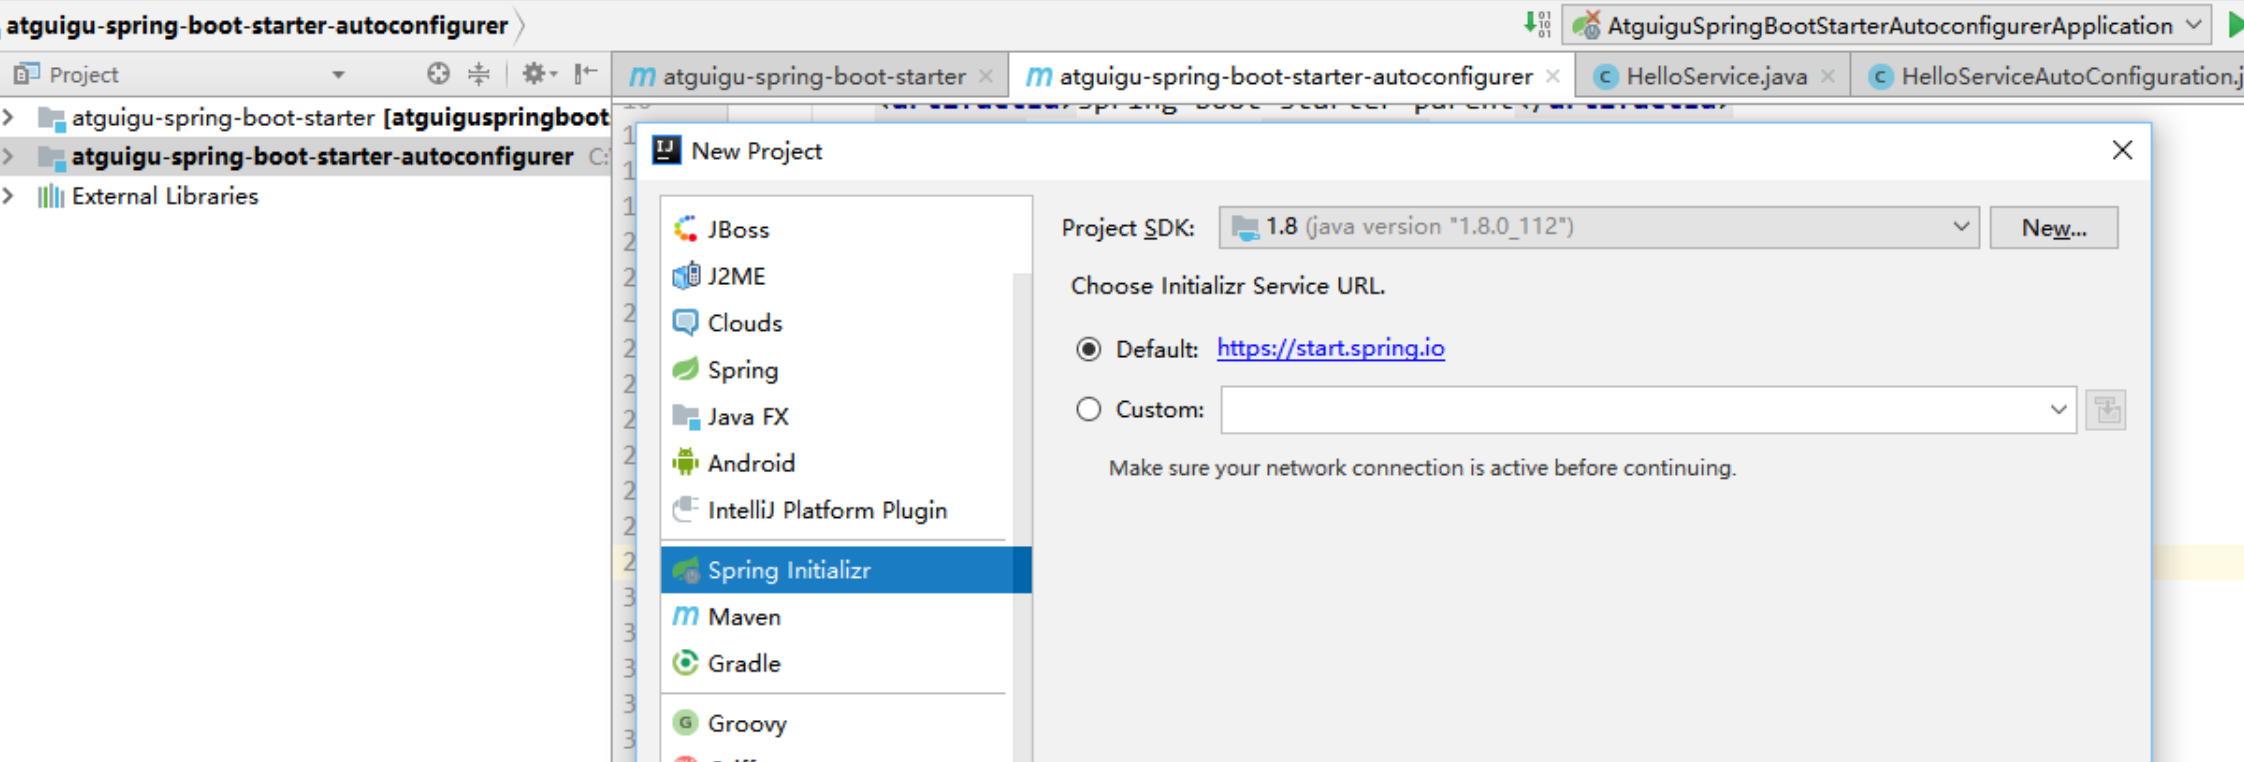 atguigu-spring-boot-starter-autoconfigurer
AtguiguSpringBootStarterAutoconfigurerApplication
Project
atguigu-spring-boot-starter
atguigu-spring-boot-starter-autoconfigurer
HelloService.java
HelloServiceAutoConfiguration.j
atguigu-spring-boot-starter [atguiguspringboot
atguigu-spring-boot-starter-autoconfigurer C:
External Libraries
New Project
JBoss
J2ME
Clouds
Spring
Java FX
Android
IntelliJ Platform Plugin
Spring Initializr
Maven
Gradle
Groovy
Project SDK: 1.8 (java version "1.8.0_112") New...
Choose Initializr Service URL.
Default: https://start.spring.io
Custom:
Make sure your network connection is active before continuing.